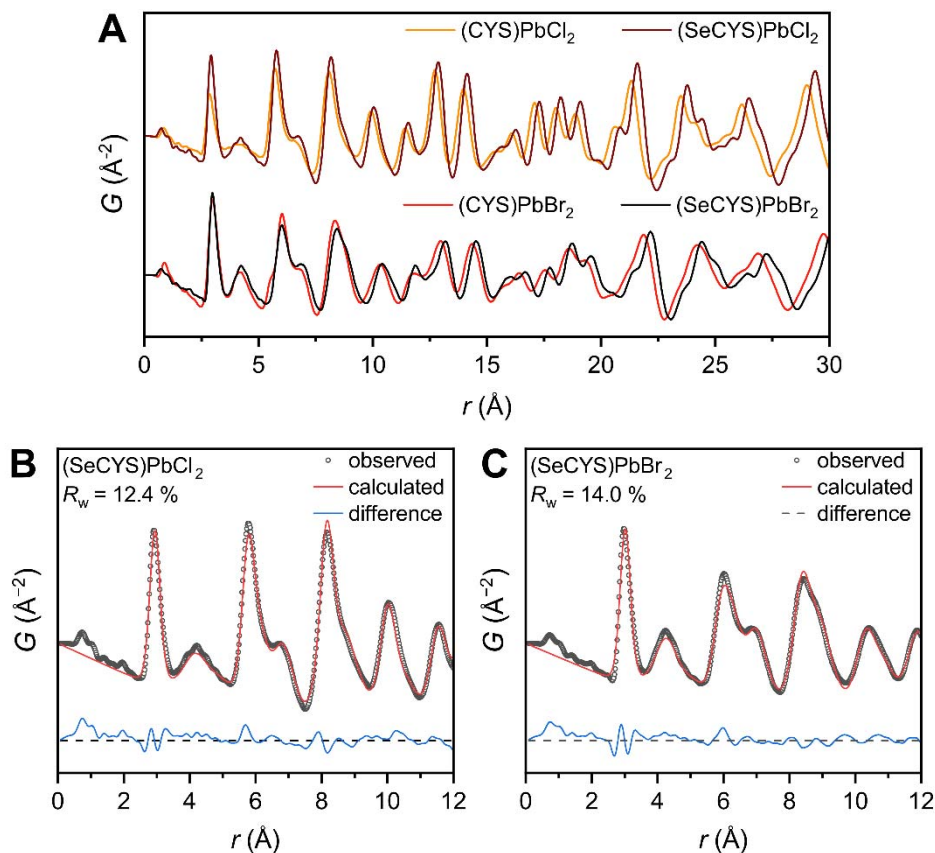 A
(CYS)PbCl₂ (SeCYS)PbCl₂
(CYS)PbBr₂ (SeCYS)PbBr₂
G (Å⁻²)
0 5 10 15 20 25 30
r (Å)
B
(SeCYS)PbCl₂
R_w = 12.4 %
observed
calculated
difference
G (Å⁻²)
0 2 4 6 8 10 12
r (Å)
C
(SeCYS)PbBr₂
R_w = 14.0 %
observed
calculated
difference
G (Å⁻²)
0 2 4 6 8 10 12
r (Å)